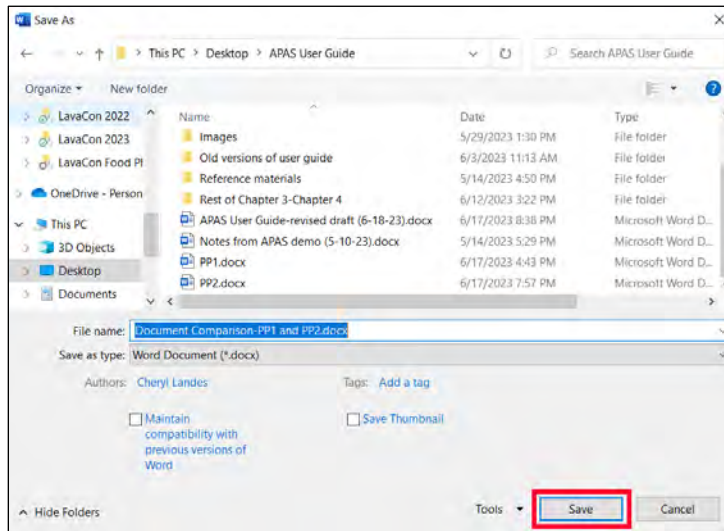 Save As
This PC > Desktop > APAS User Guide
Search APAS User Guide
Organize
New folder
?
LavaCon 2022
LavaCon 2023
LavaCon Food Pl
OneDrive - Person
This PC
3D Objects
Desktop
Documents
Name Date Type
Images 5/29/2023 1:30 PM File folder
Old versions of user guide 6/3/2023 11:13 AM File folder
Reference materials 5/14/2023 4:50 PM File folder
Rest of Chapter 3-Chapter 4 6/12/2023 3:22 PM File folder
APAS User Guide-revised draft (6-18-23).docx 6/17/2023 8:38 PM Microsoft Word D...
Notes from APAS demo (5-10-23).docx 5/14/2023 5:29 PM Microsoft Word D...
PP1.docx 6/17/2023 4:43 PM Microsoft Word D...
PP2.docx 6/17/2023 7:57 PM Microsoft Word D...
File name: Document Comparison-PP1 and PP2.docx
Save as type: Word Document (*.docx)
Authors: Cheryl Landes
Tags: Add a tag
Maintain
compatibility with
previous versions of
Word
Save Thumbnail
Hide Folders
Tools
Save
Cancel